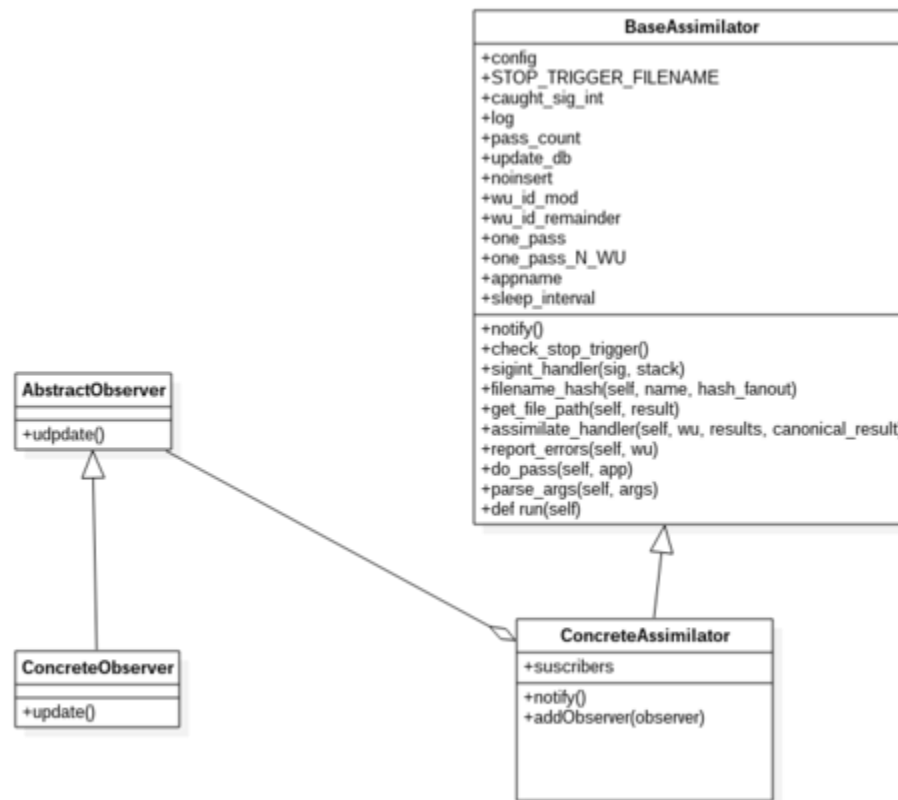 BaseAssimilator
+config
+STOP_TRIGGER_FILENAME
+caught_sig_int
+log
+pass_count
+update_db
+noinsert
+wu_id_mod
+wu_id_remainder
+one_pass
+one_pass_N_WU
+appname
+sleep_interval
+notify()
+check_stop_trigger()
+sigint_handler(sig, stack)
+filename_hash(self, name, hash_fanout)
+get_file_path(self, result)
+assimilate_handler(self, wu, results, canonical_result)
+report_errors(self, wu)
+do_pass(self, app)
+parse_args(self, args)
+def run(self)
AbstractObserver
+udpdate()
ConcreteObserver
+update()
ConcreteAssimilator
+suscribers
+notify()
+addObserver(observer)